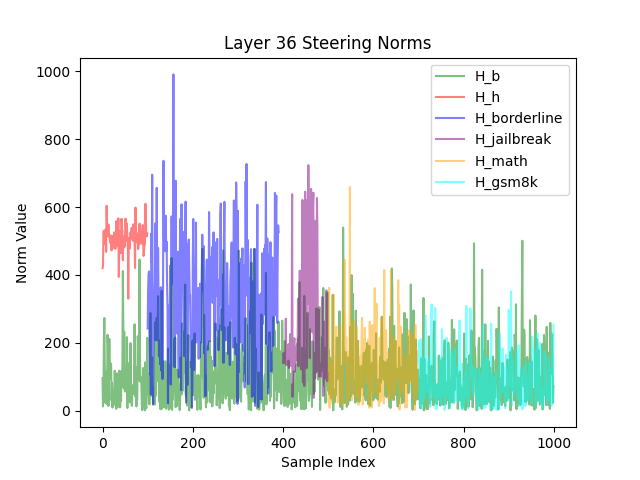 Layer 36 Steering Norms
Norm Value
1000
800
600
400
200
0
H_b
H_h
H_borderline
H_jailbreak
H_math
H_gsm8k
0
200
400
600
800
1000
Sample Index